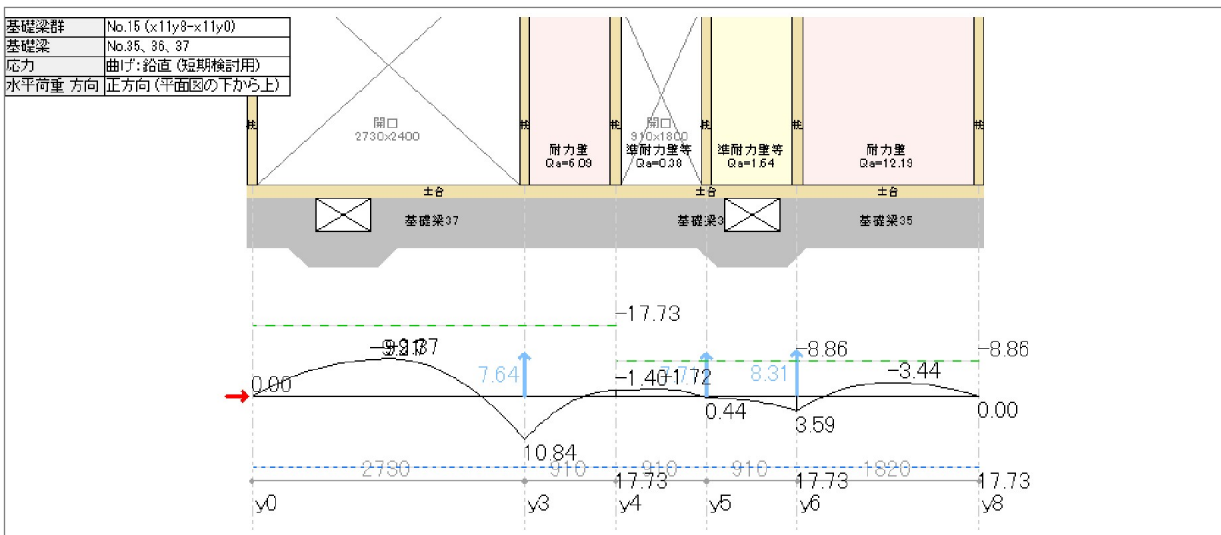 基礎梁群 No.15 (x11y8-x11y0)
基礎梁 No.35、36、37
応力 曲げ:鉛直 (短期検討用)
水平荷重 方向 正方向 (平面図の下から上)
柱 柱 柱 柱 柱 柱
開口
2730x2400
耐力壁
Qa=6.09
開口
910x1800
準耐力壁等
Qa=0.38
準耐力壁等
Qa=1.64
耐力壁
Qa=12.19
土台 土台 土台
基礎梁37 基礎梁3 基礎梁35
-17.73
-8.86 -8.86
0.00 7.64 -1.40 -1.72 8.31 -3.44
10.84 0.44 3.59 0.00
2730 910 910 910 1820
17.73 17.73 17.73
y0 y3 y4 y5 y6 y8